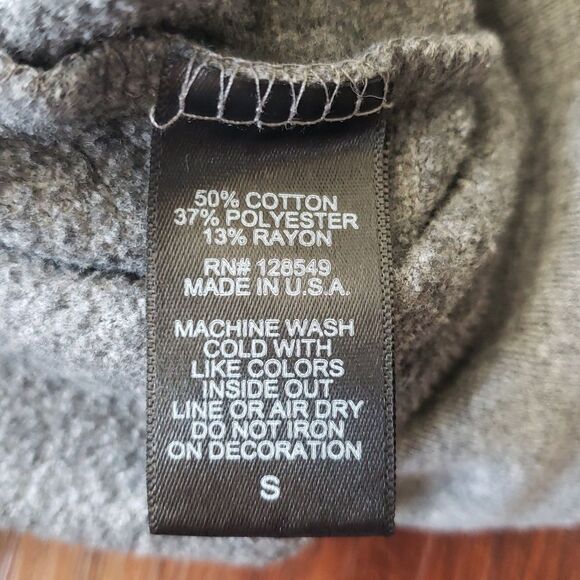 50% COTTON
37% POLYESTER
13% RAYON
RN# 128549
MADE IN U.S.A.
MACHINE WASH
COLD WITH
LIKE COLORS
INSIDE OUT
LINE OR AIR DRY
DO NOT IRON
ON DECORATION
S